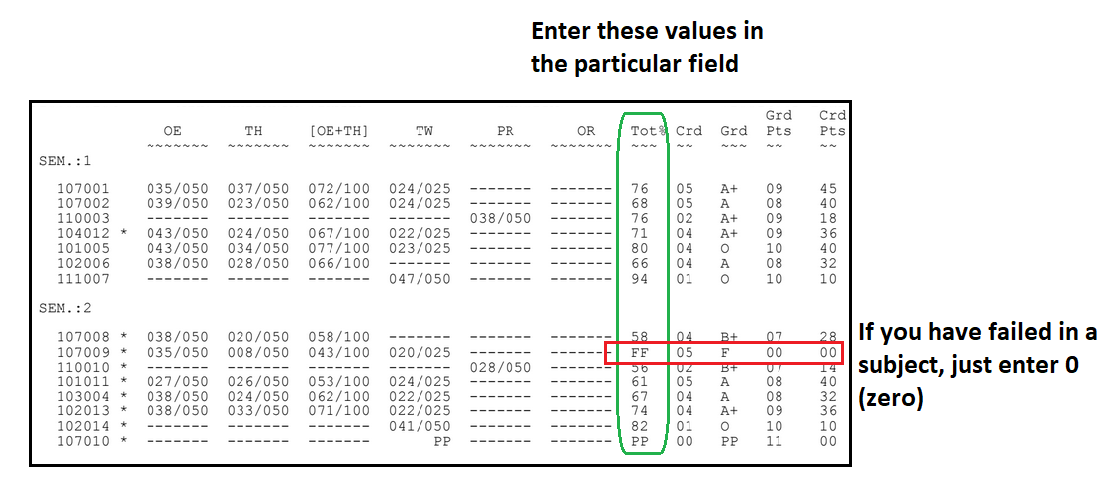 Enter these values in
the particular field
Grd Crd
OE TH [OE+TH] TW PR OR Tot% Crd Grd Pts Pts
~~~~~~~ ~~~~~~~ ~~~~~~~ ~~~~~~~ ~~~~~~~ ~~~~~~~ ~~~ ~~ ~~~ ~~ ~~
SEM.:1
107001 035/050 037/050 072/100 024/025 ------- ------- 76 05 A+ 09 45
107002 039/050 023/050 062/100 024/025 ------- ------- 68 05 A 08 40
110003 ------- ------- ------- ------- 038/050 ------- 76 02 A+ 09 18
104012 * 043/050 024/050 067/100 022/025 ------- ------- 71 04 A+ 09 36
101005 043/050 034/050 077/100 023/025 ------- ------- 80 04 O 10 40
102006 038/050 028/050 066/100 ------- ------- ------- 66 04 A 08 32
111007 ------- ------- ------- 047/050 ------- ------- 94 01 O 10 10
SEM.:2
107008 * 038/050 020/050 058/100 ------- ------- ------- 58 04 B+ 07 28
107009 * 035/050 008/050 043/100 020/025 ------- ------- FF 05 F 00 00
110010 * ------- ------- ------- ------- 028/050 ------- 56 02 B+ 07 14
101011 * 027/050 026/050 053/100 024/025 ------- ------- 61 05 A 08 40
103004 * 038/050 024/050 062/100 022/025 ------- ------- 67 04 A 08 32
102013 * 038/050 033/050 071/100 022/025 ------- ------- 74 04 A+ 09 36
102014 * ------- ------- ------- 041/050 ------- ------- 82 01 O 10 10
107010 * ------- ------- ------- PP ------- ------- PP 00 PP 11 00
If you have failed in a
subject, just enter 0
(zero)